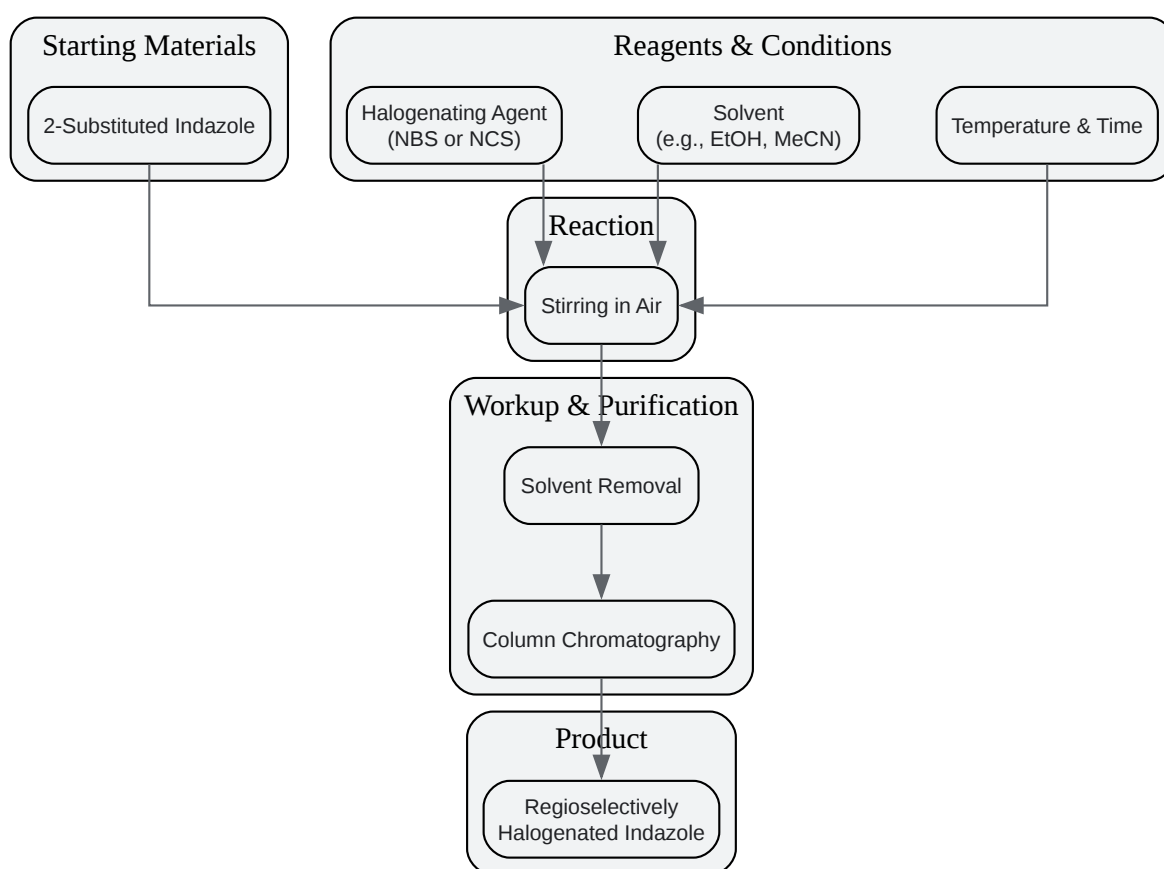 Starting Materials
2-Substituted Indazole
Reagents & Conditions
Halogenating Agent
(NBS or NCS)
Solvent
(e.g., EtOH, MeCN)
Temperature & Time
Reaction
Stirring in Air
Workup & Purification
Solvent Removal
Column Chromatography
Product
Regioselectively
Halogenated Indazole